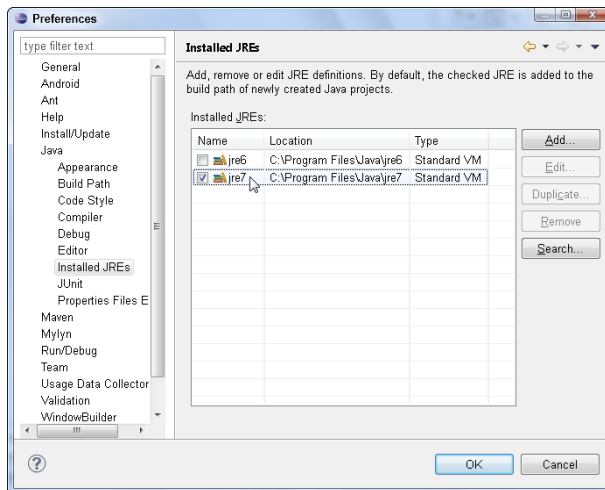 Preferences
type filter text
General
Android
Ant
Help
Install/Update
Java
Appearance
Build Path
Code Style
Compiler
Debug
Editor
Installed JREs
JUnit
Properties Files E
Maven
Mylyn
Run/Debug
Team
Usage Data Collector
Validation
WindowBuilder
Installed JREs
Add, remove or edit JRE definitions. By default, the checked JRE is added to the
build path of newly created Java projects.
Installed JREs:
Name Location Type
jre6 C:\Program Files\Java\jre6 Standard VM
jre7 C:\Program Files\Java\jre7 Standard VM
Add...
Edit...
Duplicate...
Remove
Search...
?
OK Cancel